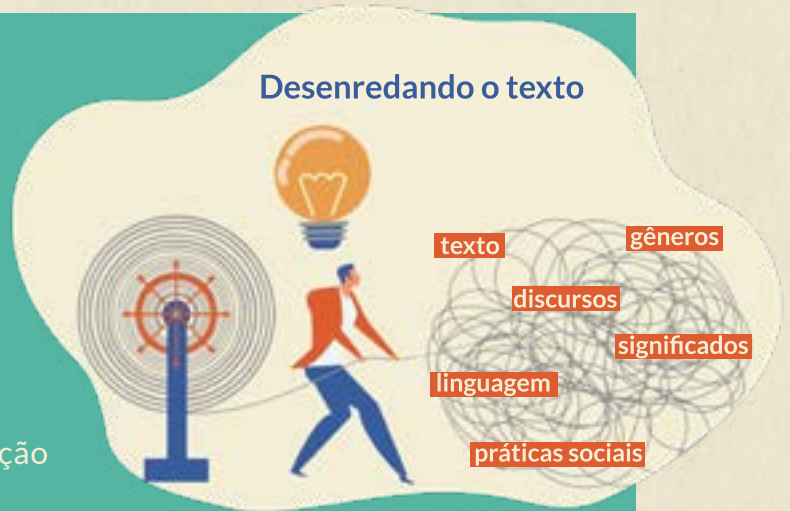 Desenredando o texto
texto
gêneros
discursos
significados
linguagem
ção
práticas sociais